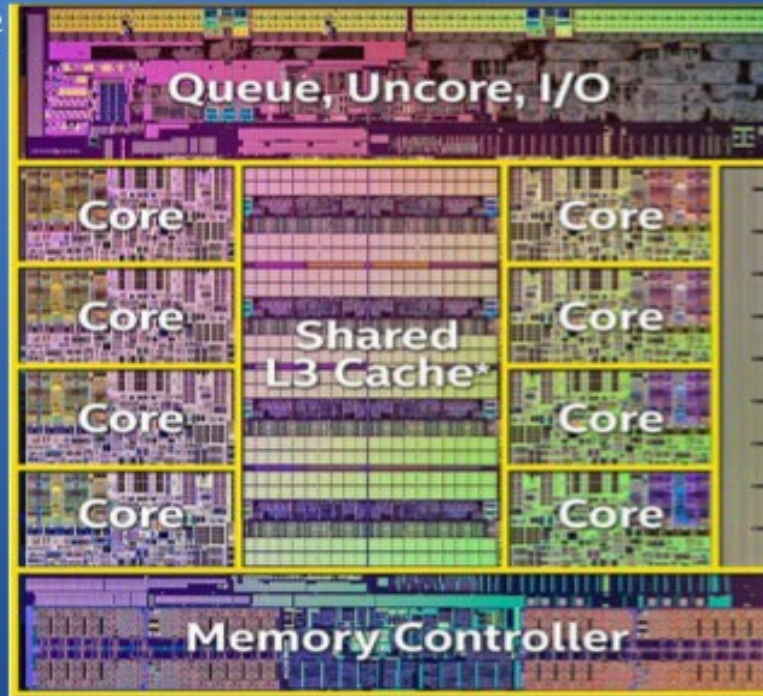 Queue, Uncore, I/O
Core
Core
Core
Core
Shared
L3 Cache*
Core
Core
Core
Core
Memory Controller